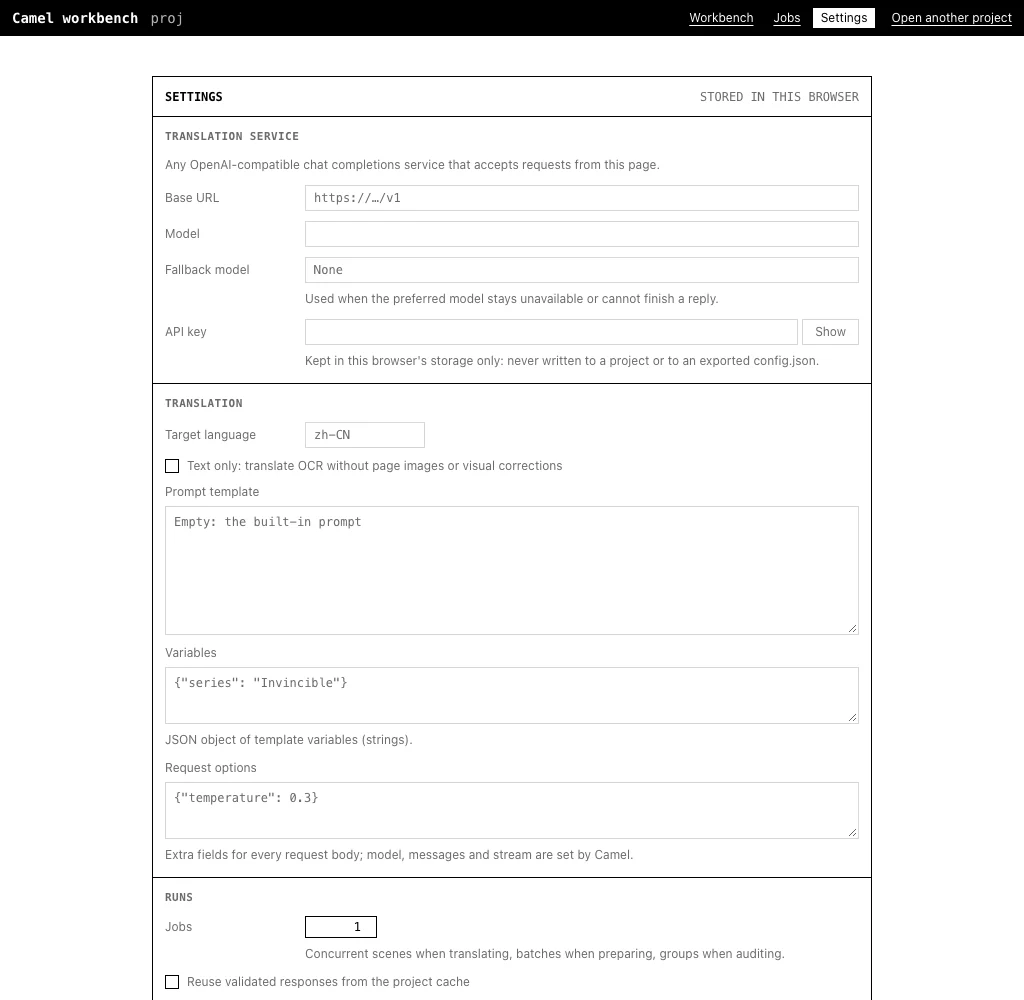 Camel workbench proj Workbench Jobs Settings Open another project
SETTINGS STORED IN THIS BROWSER
TRANSLATION SERVICE
Any OpenAI-compatible chat completions service that accepts requests from this page.
Base URL https://…/v1
Model
Fallback model None
Used when the preferred model stays unavailable or cannot finish a reply.
API key Show
Kept in this browser's storage only: never written to a project or to an exported config.json.
TRANSLATION
Target language zh-CN
Text only: translate OCR without page images or visual corrections
Prompt template
Empty: the built-in prompt
Variables
{"series": "Invincible"}
JSON object of template variables (strings).
Request options
{"temperature": 0.3}
Extra fields for every request body; model, messages and stream are set by Camel.
RUNS
Jobs 1
Concurrent scenes when translating, batches when preparing, groups when auditing.
Reuse validated responses from the project cache